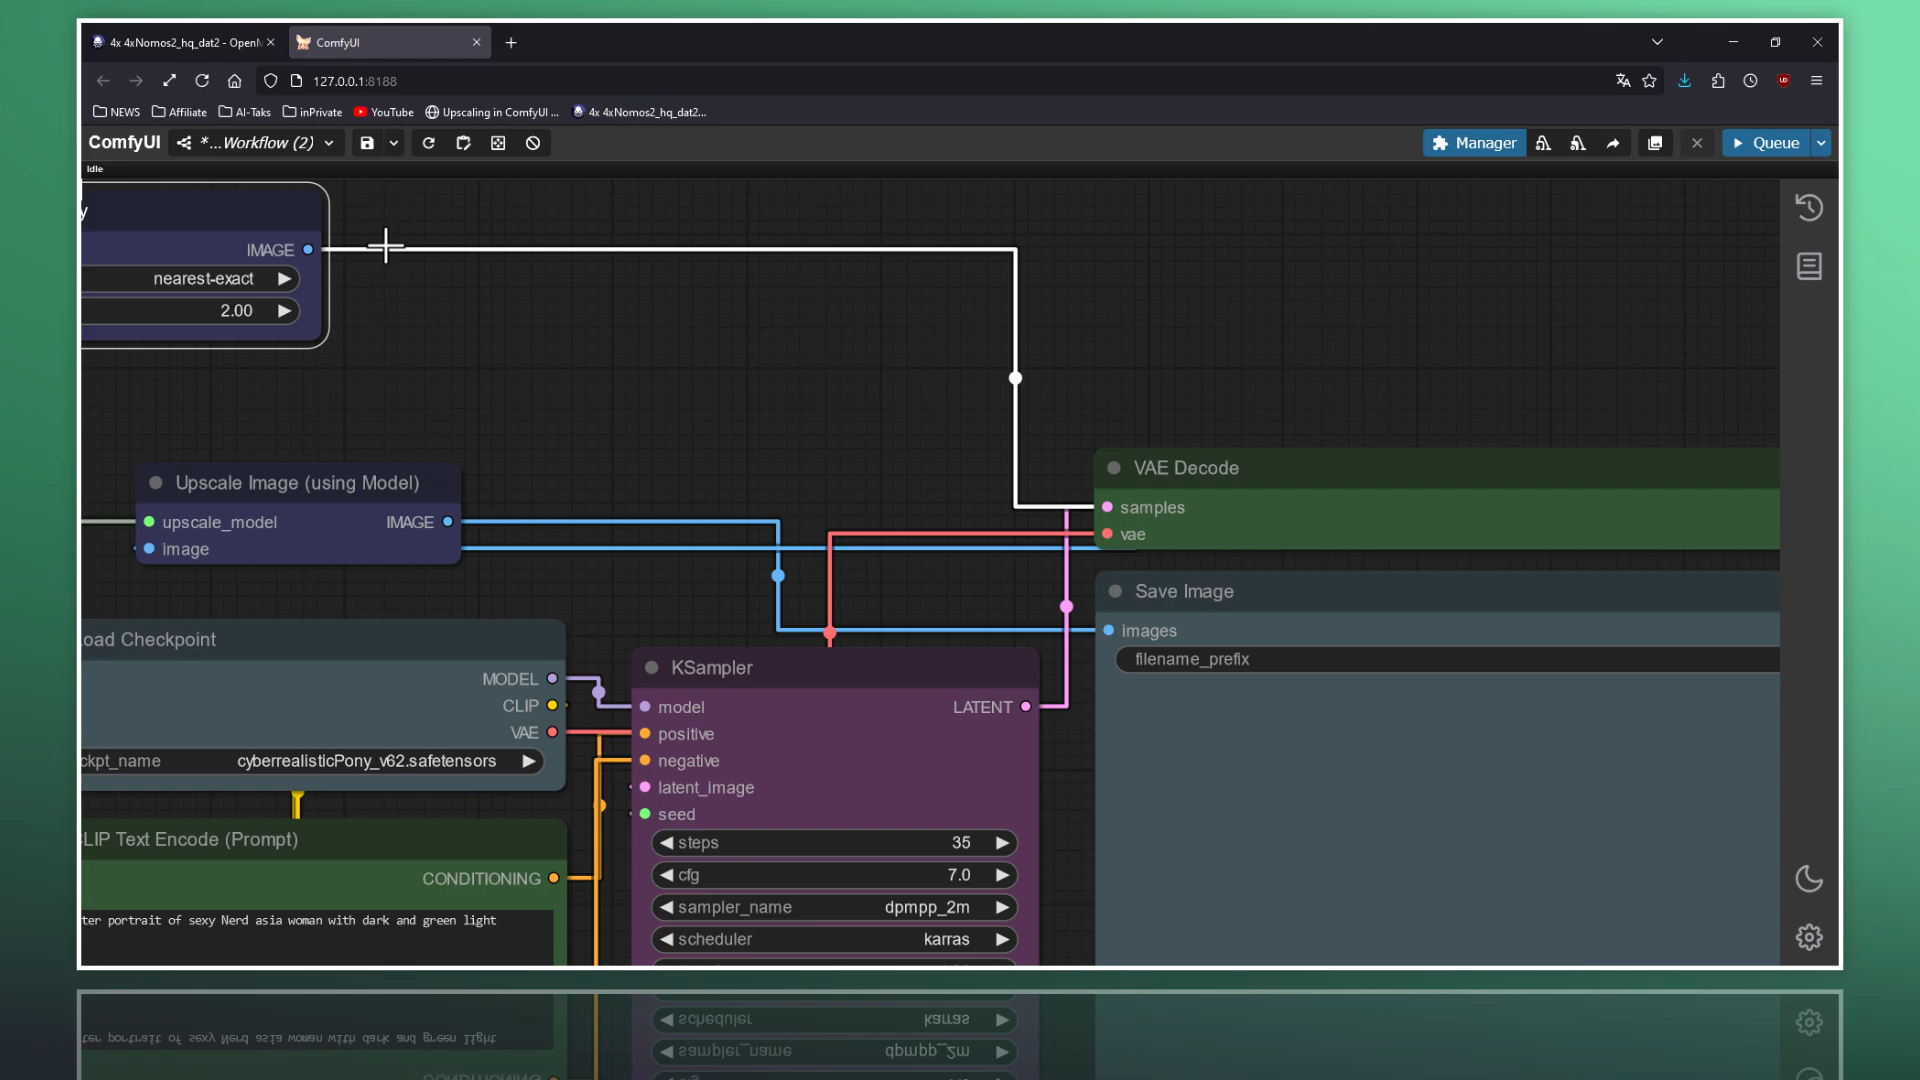 4x 4xNomos2_hq_dat2 - OpenM
ComfyUI
127.0.0.1:8188
NEWS
Affiliate
AI-Taks
inPrivate
YouTube
Upscaling in ComfyUI ...
4x 4xNomos2_hq_dat2...
ComfyUI
*...Workflow (2)
Manager
Queue
Idle
y
IMAGE
nearest-exact
2.00
Upscale Image (using Model)
upscale_model
IMAGE
image
VAE Decode
samples
vae
Save Image
images
filename_prefix
oad Checkpoint
MODEL
CLIP
VAE
ckpt_name
cyberrealisticPony_v62.safetensors
KSampler
model
LATENT
positive
negative
latent_image
seed
steps 35
cfg 7.0
sampler_name dpmpp_2m
scheduler karras
CLIP Text Encode (Prompt)
CONDITIONING
ter portrait of sexy Nerd asia woman with dark and green light